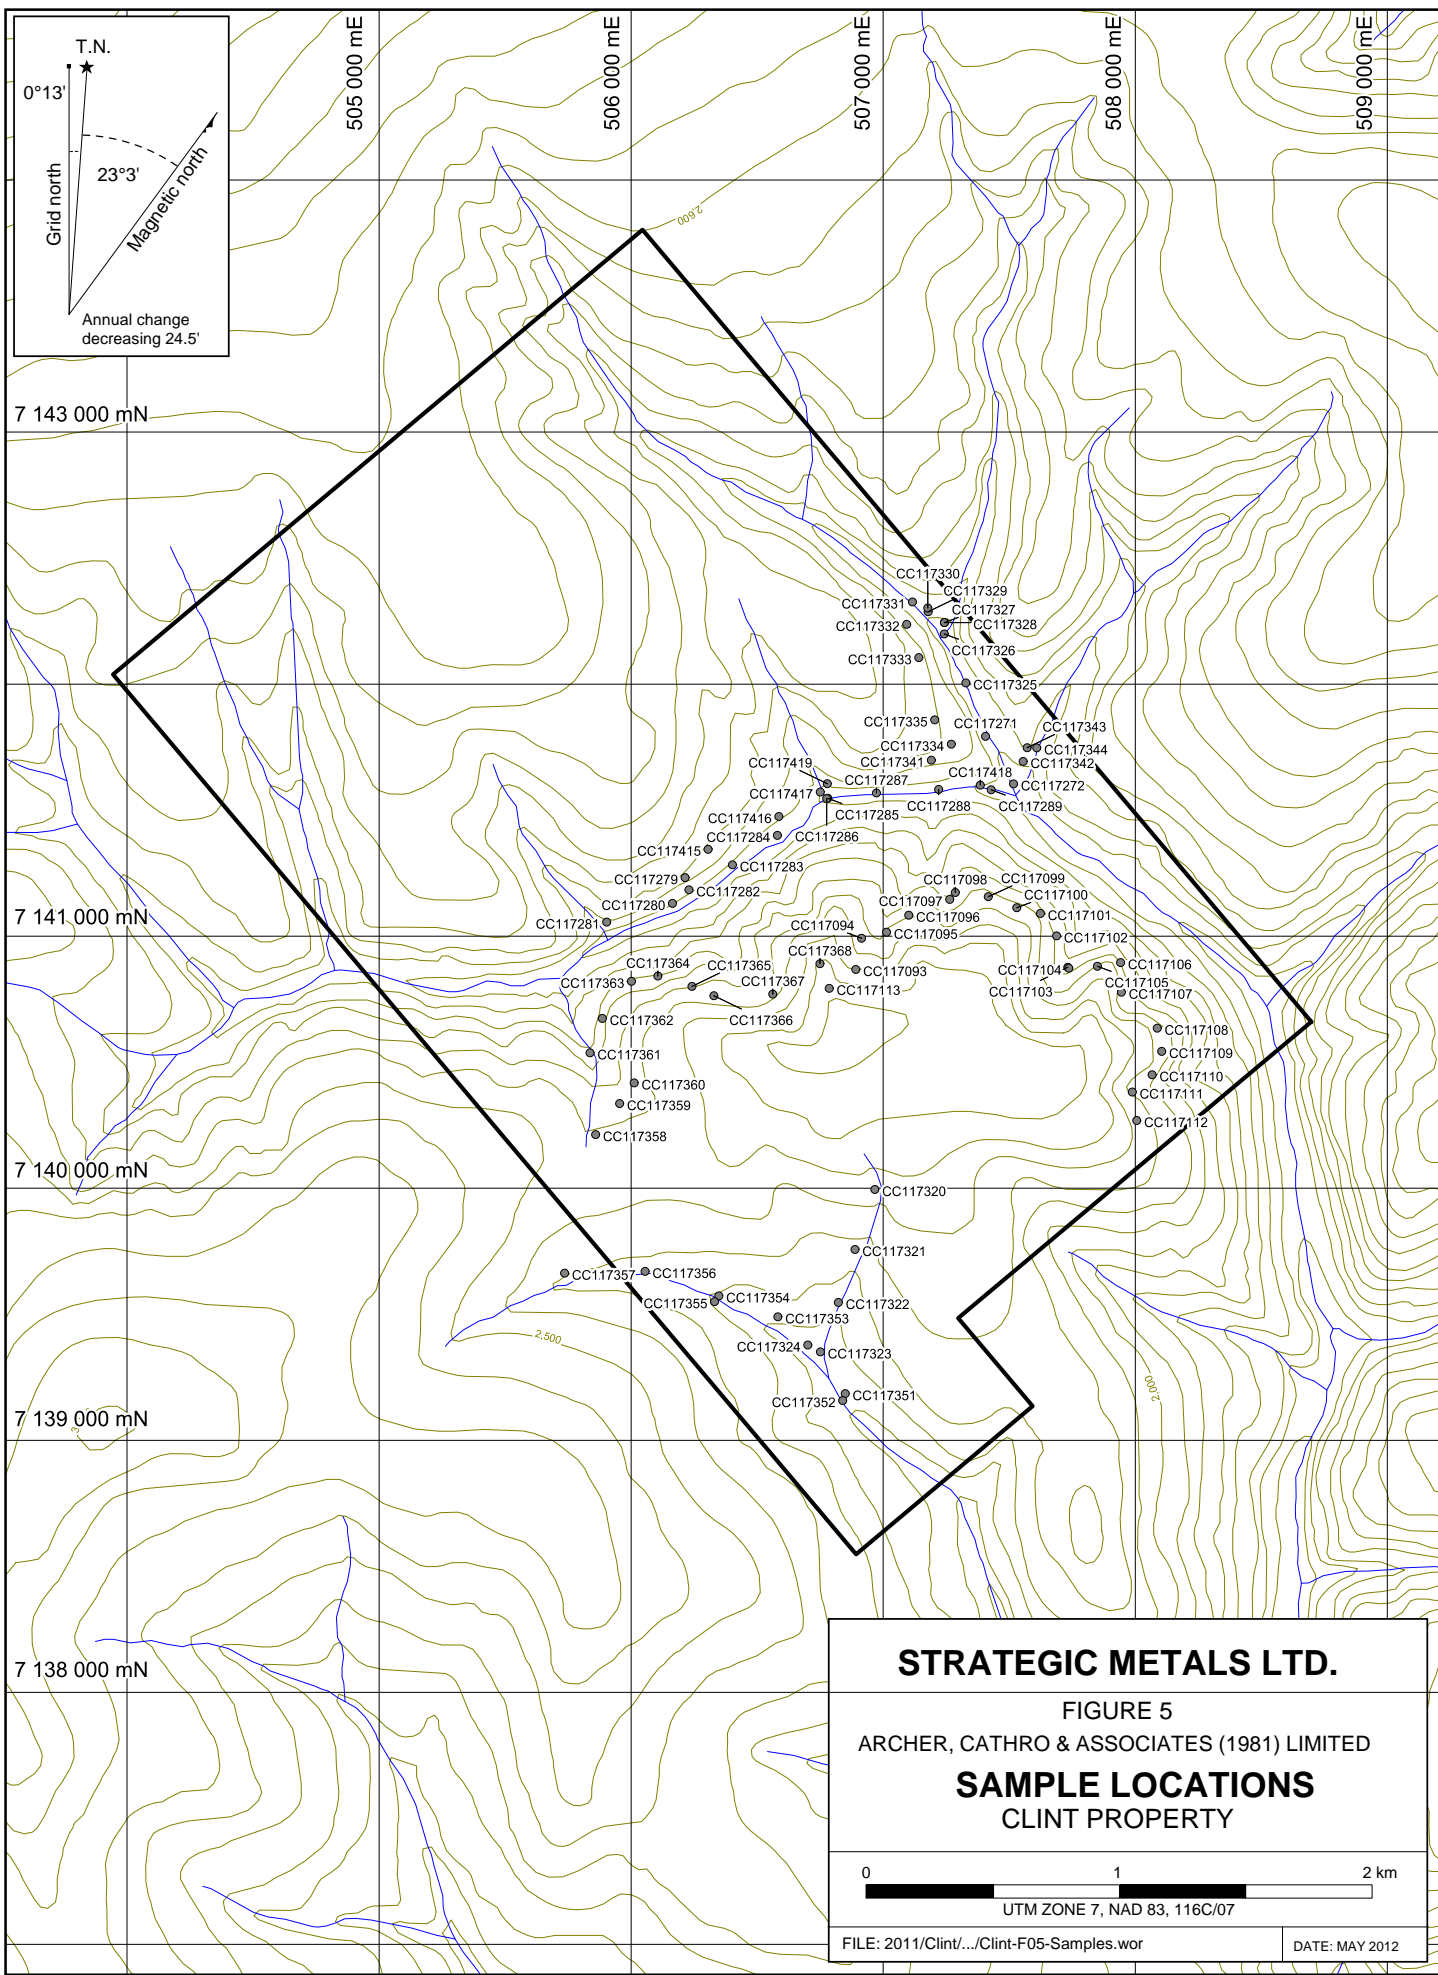 T.N.
0°13'
23°3'
Grid north
Magnetic north
Annual change
decreasing 24.5'
505 000 mE
506 000 mE
507 000 mE
508 000 mE
509 000 mE
2,600
7 143 000 mN
CC117330
CC117329
CC117331
CC117327
CC117332
CC117328
CC117326
CC117333
CC117325
CC117335
CC117271
CC117343
CC117334
CC117344
CC117341
CC117342
CC117419
CC117287
CC117418
CC117272
CC117417
CC117288
CC117289
CC117285
CC117416
CC117284
CC117286
CC117415
CC117283
CC117279
CC117282
CC117098
CC117099
CC117280
CC117097
CC117100
CC117281
CC117096
CC117101
7 141 000 mN
CC117094
CC117095
CC117102
CC117368
CC117364
CC117365
CC117093
CC117104
CC117106
CC117363
CC117367
CC117113
CC117103
CC117105
CC117107
CC117366
CC117362
CC117108
CC117361
CC117109
CC117360
CC117110
CC117359
CC117111
CC117358
CC117112
7 140 000 mN
CC117320
CC117321
CC117357
CC117356
CC117354
CC117355
CC117322
CC117353
2,500
CC117324
CC117323
2,000
CC117351
CC117352
7 139 000 mN
7 138 000 mN
STRATEGIC METALS LTD.
FIGURE 5
ARCHER, CATHRO & ASSOCIATES (1981) LIMITED
SAMPLE LOCATIONS
CLINT PROPERTY
0 1 2 km
UTM ZONE 7, NAD 83, 116C/07
FILE: 2011/Clint/.../Clint-F05-Samples.wor
DATE: MAY 2012